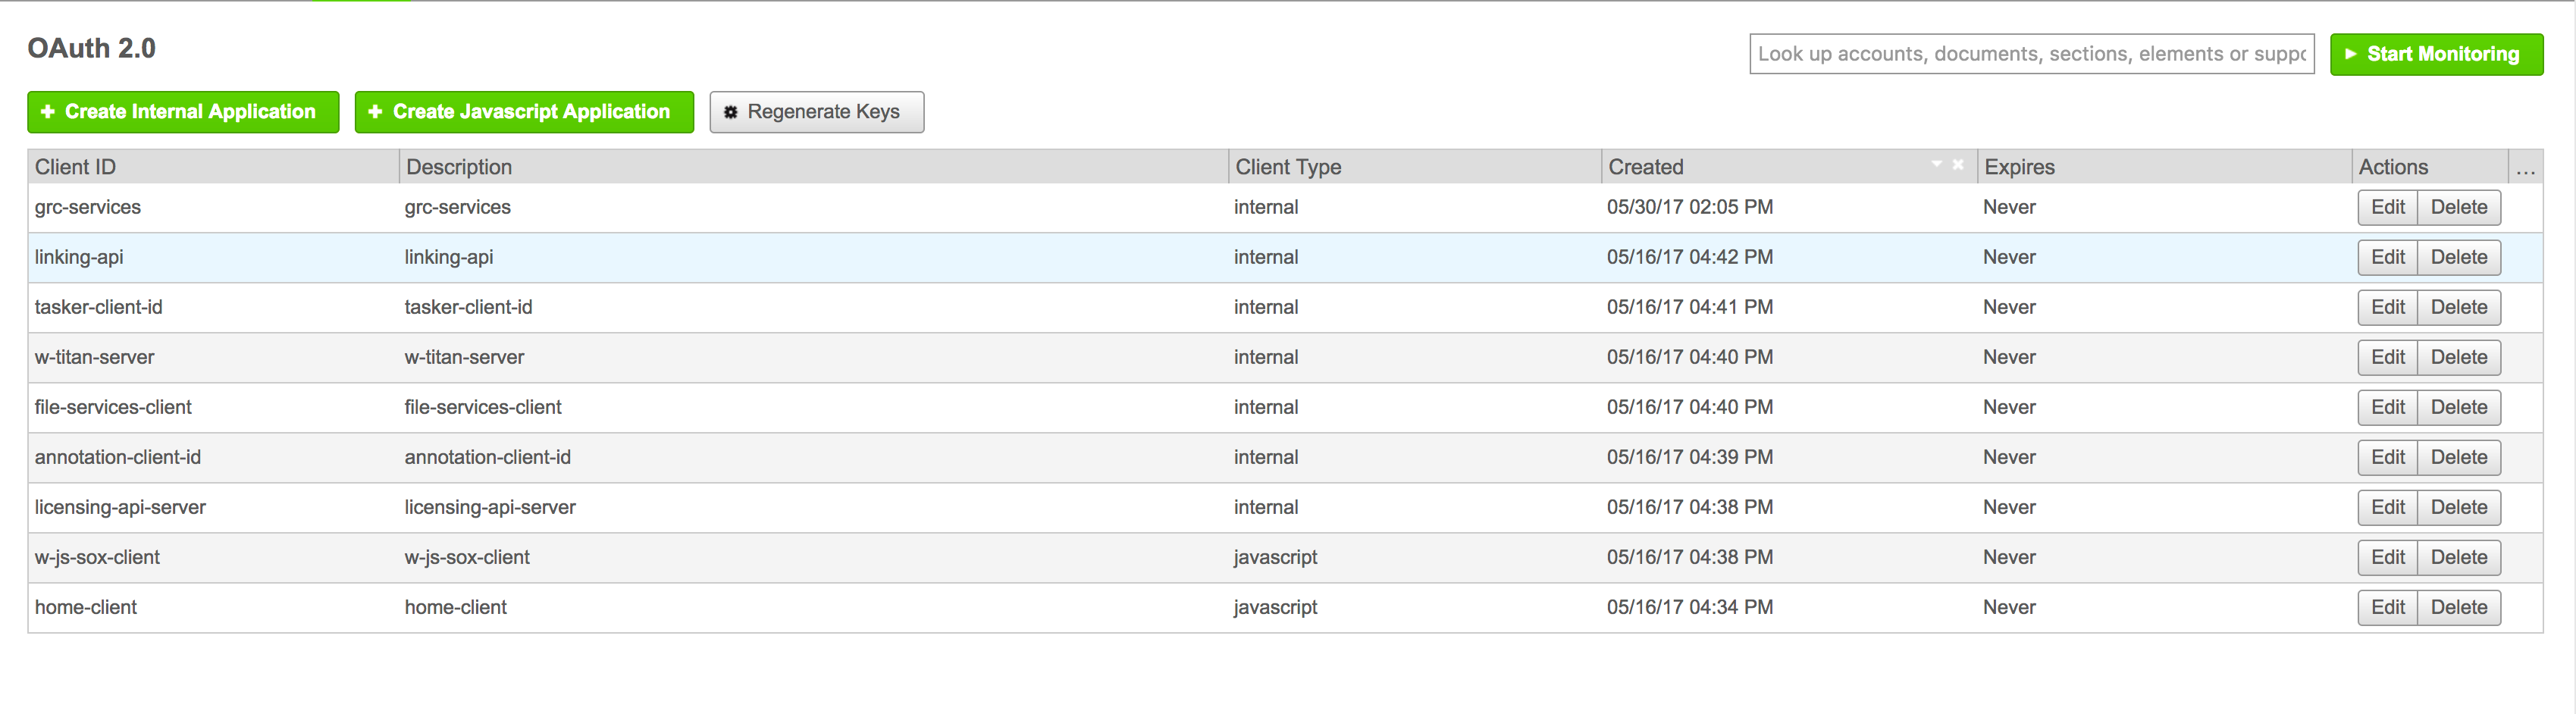 OAuth 2.0
Look up accounts, documents, sections, elements or suppo
Start Monitoring
Create Internal Application Create Javascript Application Regenerate Keys
Client ID Description Client Type Created Expires Actions ...
grc-services grc-services internal 05/30/17 02:05 PM Never Edit Delete
linking-api linking-api internal 05/16/17 04:42 PM Never Edit Delete
tasker-client-id tasker-client-id internal 05/16/17 04:41 PM Never Edit Delete
w-titan-server w-titan-server internal 05/16/17 04:40 PM Never Edit Delete
file-services-client file-services-client internal 05/16/17 04:40 PM Never Edit Delete
annotation-client-id annotation-client-id internal 05/16/17 04:39 PM Never Edit Delete
licensing-api-server licensing-api-server internal 05/16/17 04:38 PM Never Edit Delete
w-js-sox-client w-js-sox-client javascript 05/16/17 04:38 PM Never Edit Delete
home-client home-client javascript 05/16/17 04:34 PM Never Edit Delete